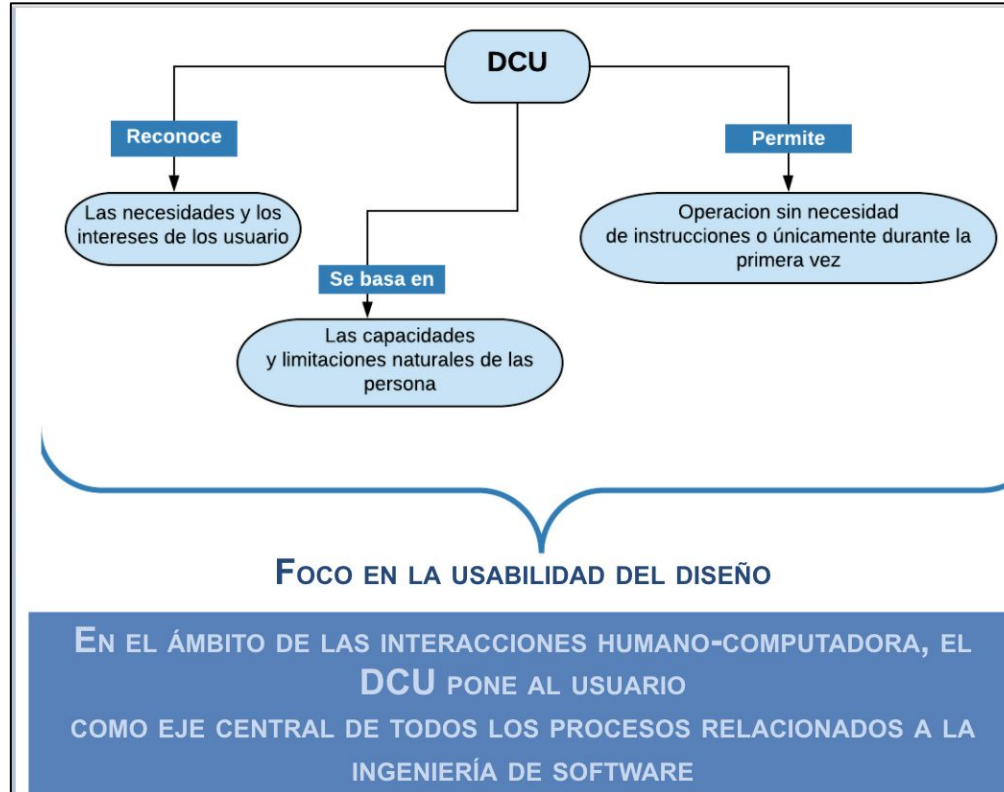 DCU
Reconoce
Permite
Las necesidades y los
intereses de los usuario
Operacion sin necesidad
de instrucciones o únicamente durante la
primera vez
Se basa en
Las capacidades
y limitaciones naturales de las
persona
FOCO EN LA USABILIDAD DEL DISEÑO
EN EL ÁMBITO DE LAS INTERACCIONES HUMANO-COMPUTADORA, EL
DCU PONE AL USUARIO
COMO EJE CENTRAL DE TODOS LOS PROCESOS RELACIONADOS A LA
INGENIERÍA DE SOFTWARE